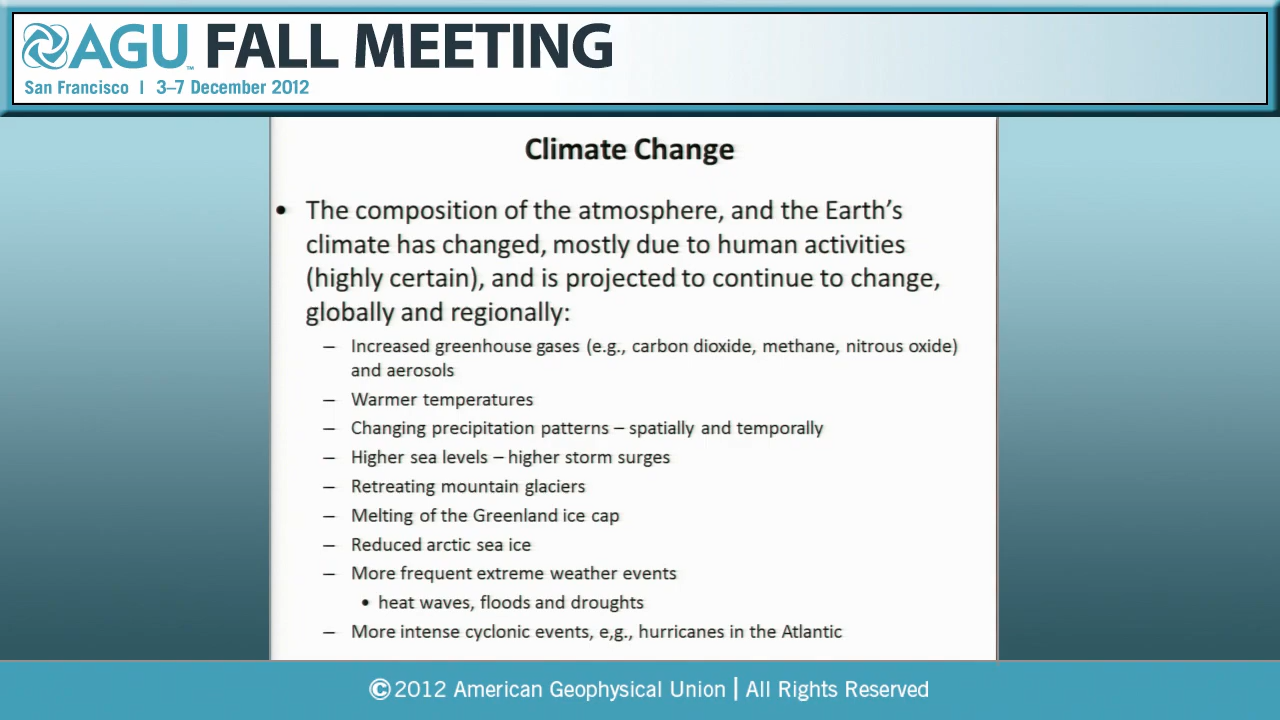 AGU™ FALL MEETING
San Francisco | 3–7 December 2012
Climate Change
• The composition of the atmosphere, and the Earth's
climate has changed, mostly due to human activities
(highly certain), and is projected to continue to change,
globally and regionally:
– Increased greenhouse gases (e.g., carbon dioxide, methane, nitrous oxide)
and aerosols
– Warmer temperatures
– Changing precipitation patterns – spatially and temporally
– Higher sea levels – higher storm surges
– Retreating mountain glaciers
– Melting of the Greenland ice cap
– Reduced arctic sea ice
– More frequent extreme weather events
• heat waves, floods and droughts
– More intense cyclonic events, e,g., hurricanes in the Atlantic
©2012 American Geophysical Union | All Rights Reserved